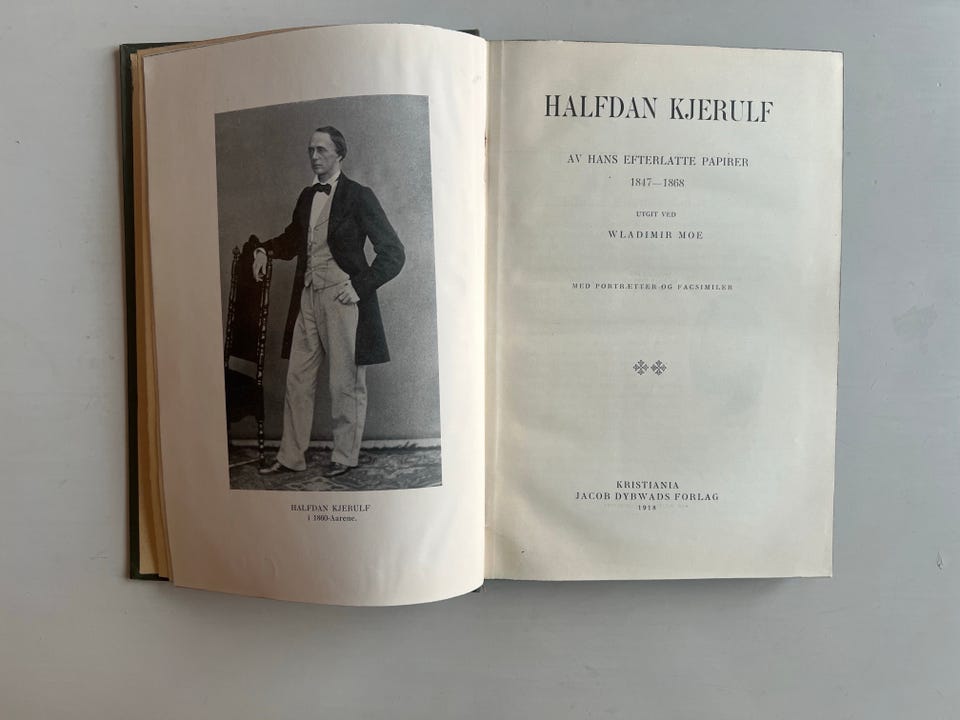 HALFDAN KJERULF
i 1860-Aarene.
HALFDAN KJERULF
AV HANS EFTERLATTE PAPIRER
1847—1868
UTGIT VED
WLADIMIR MOE
MED PORTRÆTTER OG FACSIMILER
KRISTIANIA
JACOB DYBWADS FORLAG
1918